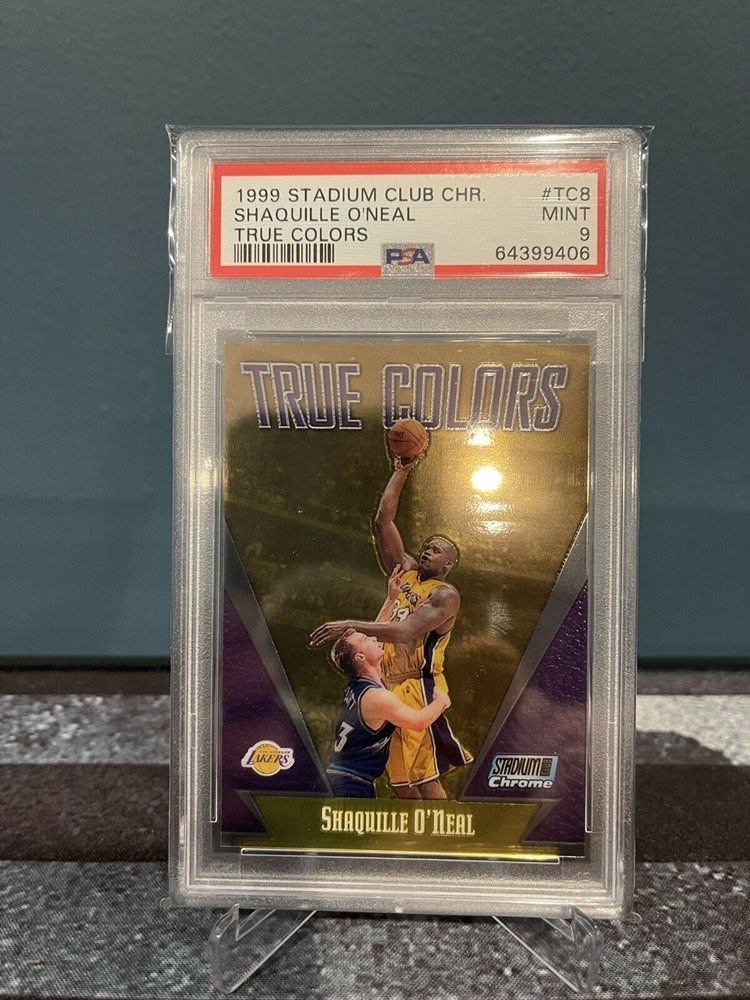 1999 STADIUM CLUB CHR. #TC8
SHAQUILLE O'NEAL MINT
TRUE COLORS 9
PSA 64399406
TRUE COLORS
LAKERS
3
STADIUM CLUB
Chrome
SHAQUILLE O'NEAL